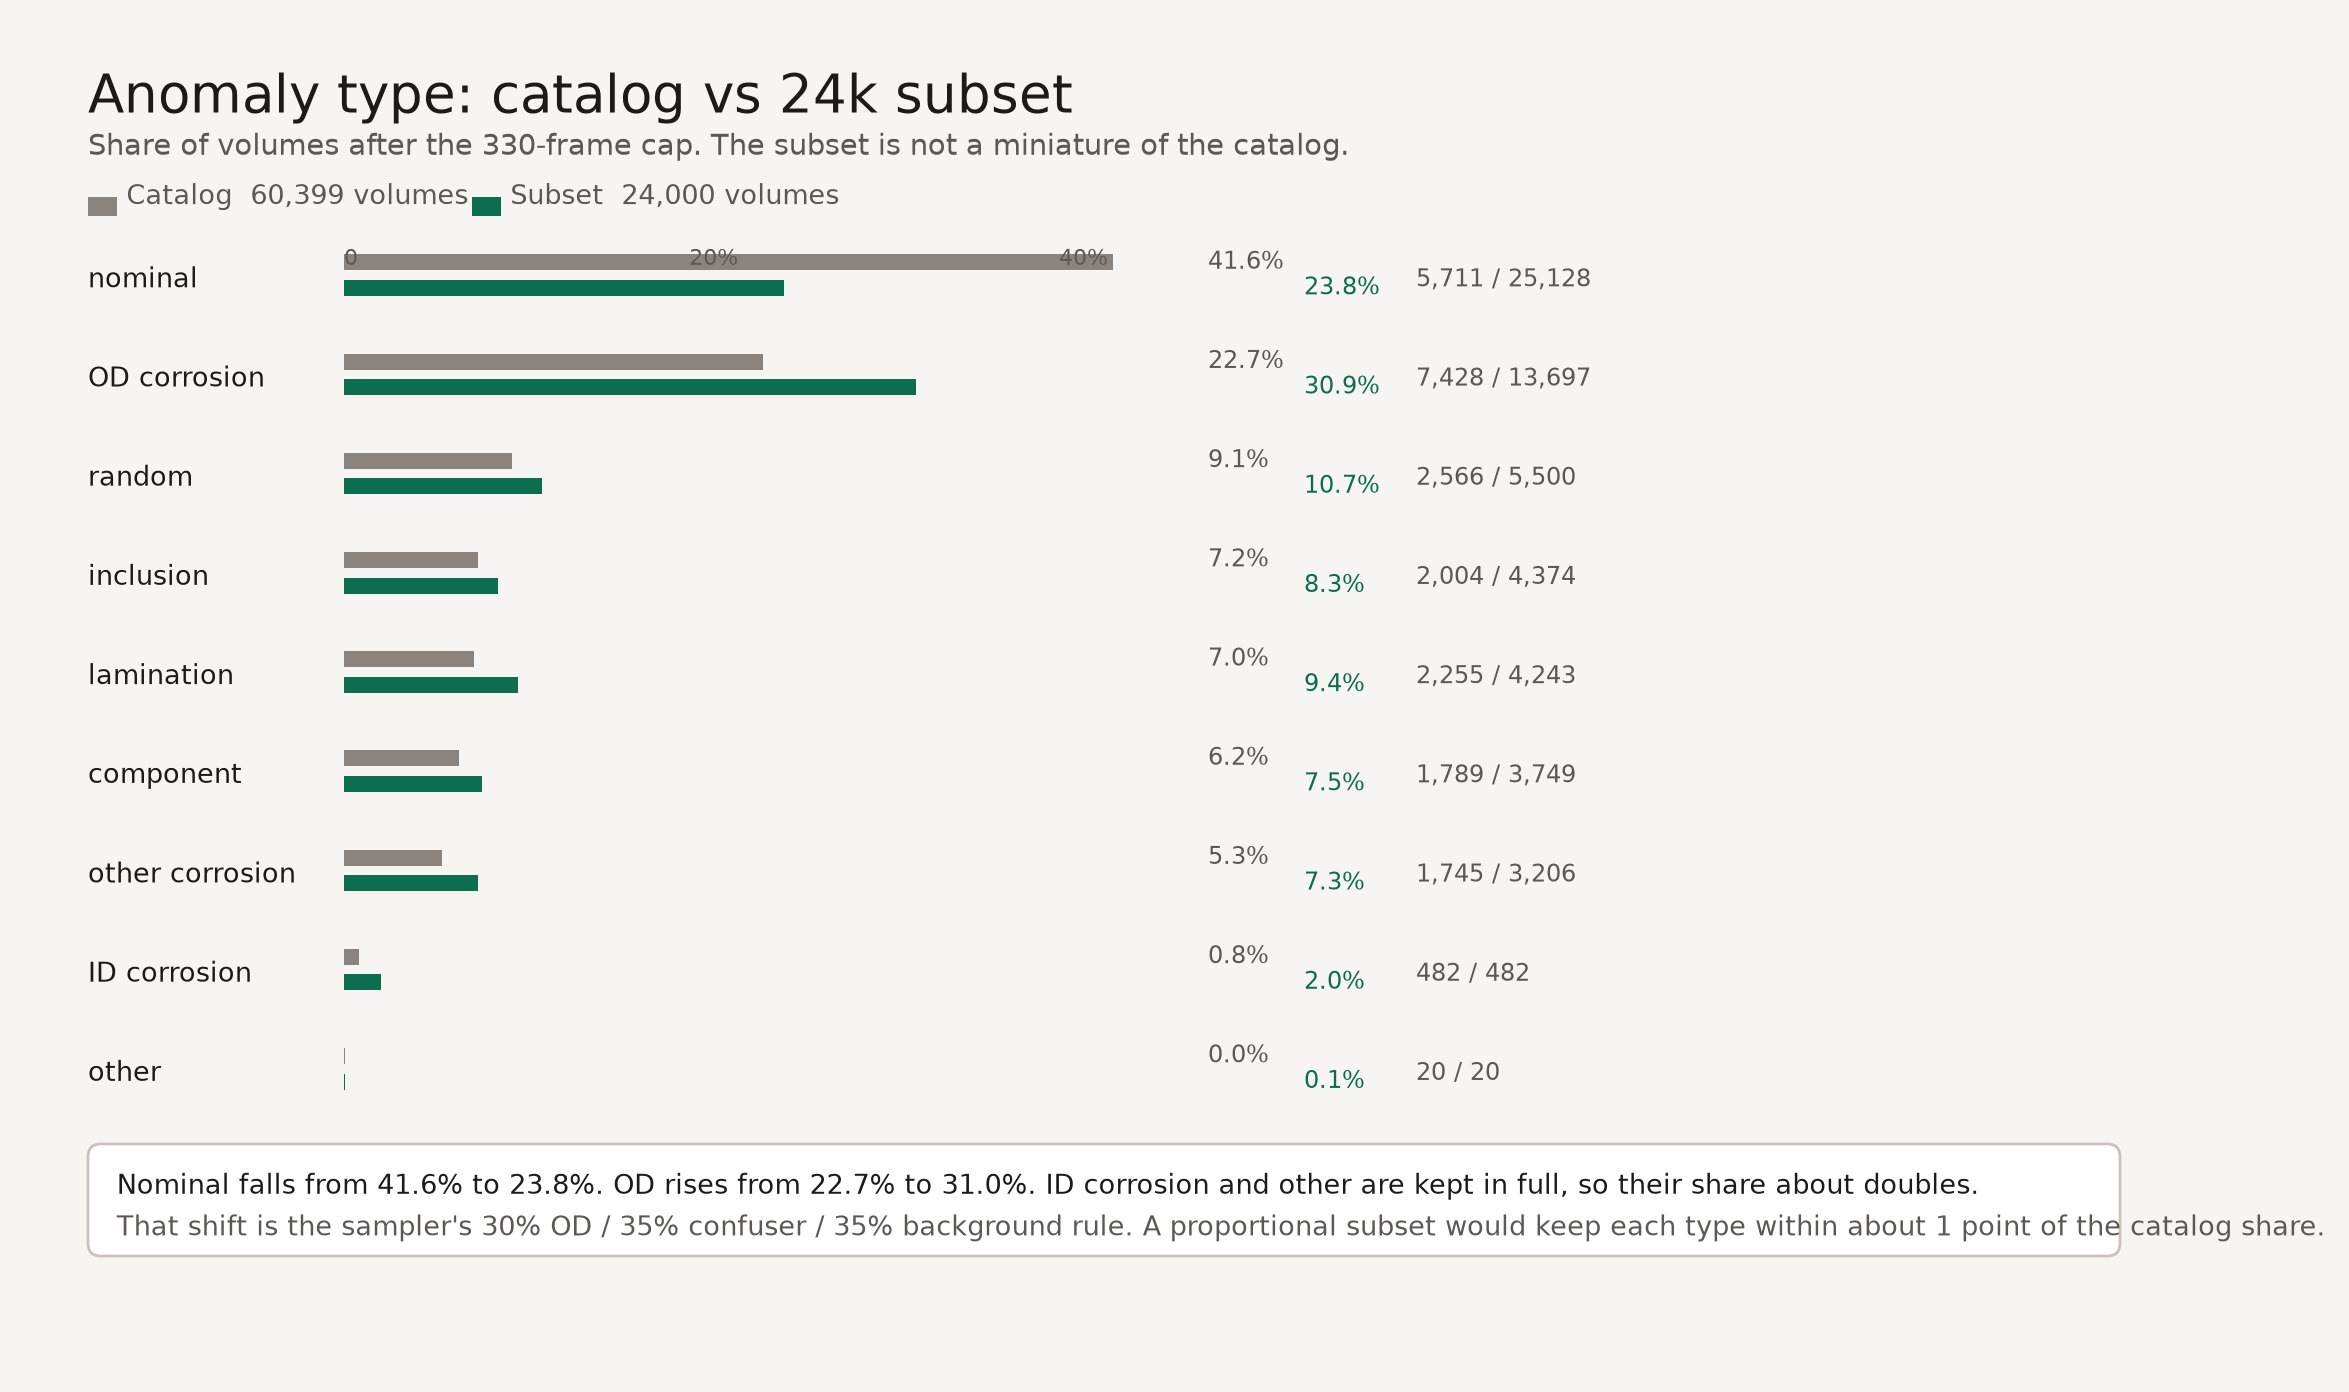 Anomaly type: catalog vs 24k subset
Share of volumes after the 330-frame cap. The subset is not a miniature of the catalog.
Catalog  60,399 volumes  Subset  24,000 volumes
0  20%  40%
nominal  41.6%  23.8%  5,711 / 25,128
OD corrosion  22.7%  30.9%  7,428 / 13,697
random  9.1%  10.7%  2,566 / 5,500
inclusion  7.2%  8.3%  2,004 / 4,374
lamination  7.0%  9.4%  2,255 / 4,243
component  6.2%  7.5%  1,789 / 3,749
other corrosion  5.3%  7.3%  1,745 / 3,206
ID corrosion  0.8%  2.0%  482 / 482
other  0.0%  0.1%  20 / 20
Nominal falls from 41.6% to 23.8%. OD rises from 22.7% to 31.0%. ID corrosion and other are kept in full, so their share about doubles.
That shift is the sampler's 30% OD / 35% confuser / 35% background rule. A proportional subset would keep each type within about 1 point of the catalog share.